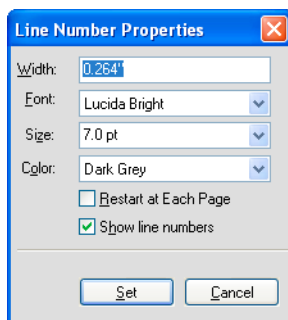 Line Number Properties
Width: 0.264"
Font: Lucida Bright
Size: 7.0 pt
Color: Dark Grey
Restart at Each Page
Show line numbers
Set Cancel